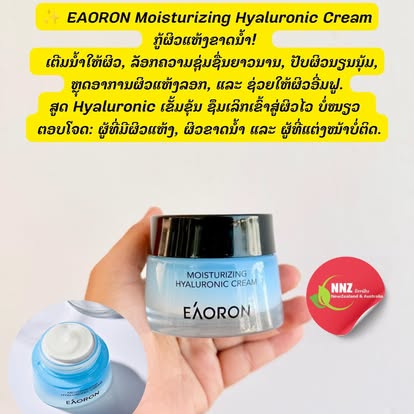 ✨ EAORON Moisturizing Hyaluronic Cream
ກູ້ຜິວແຫ້ງຂາດນ້ຳ!
ເຕີມນ້ຳໃຫ້ຜິວ, ລັອກຄວາມຊຸ່ມຊື່ນຍາວນານ, ປັບຜິວນຽນນຸ້ມ,
ຫຼຸດອາການຜິວແຫ້ງລອກ, ແລະ ຊ່ວຍໃຫ້ຜິວອີ່ມຟູ.
ສູດ Hyaluronic ເຂັ້ມຂຸ້ນ ຊຶມເລິກເຂົ້າສູ່ຜິວໄວ ບໍ່ໜຽວ
ຕອບໂຈດ: ຜູ້ທີ່ມີຜິວແຫ້ງ, ຜິວຂາດນ້ຳ ແລະ ຜູ້ທີ່ແຕ່ງໜ້າບໍ່ຕິດ.
MOISTURIZING
HYALURONIC CREAM
EÁORON
NNZ
NewZealand & Australia
EÁORON